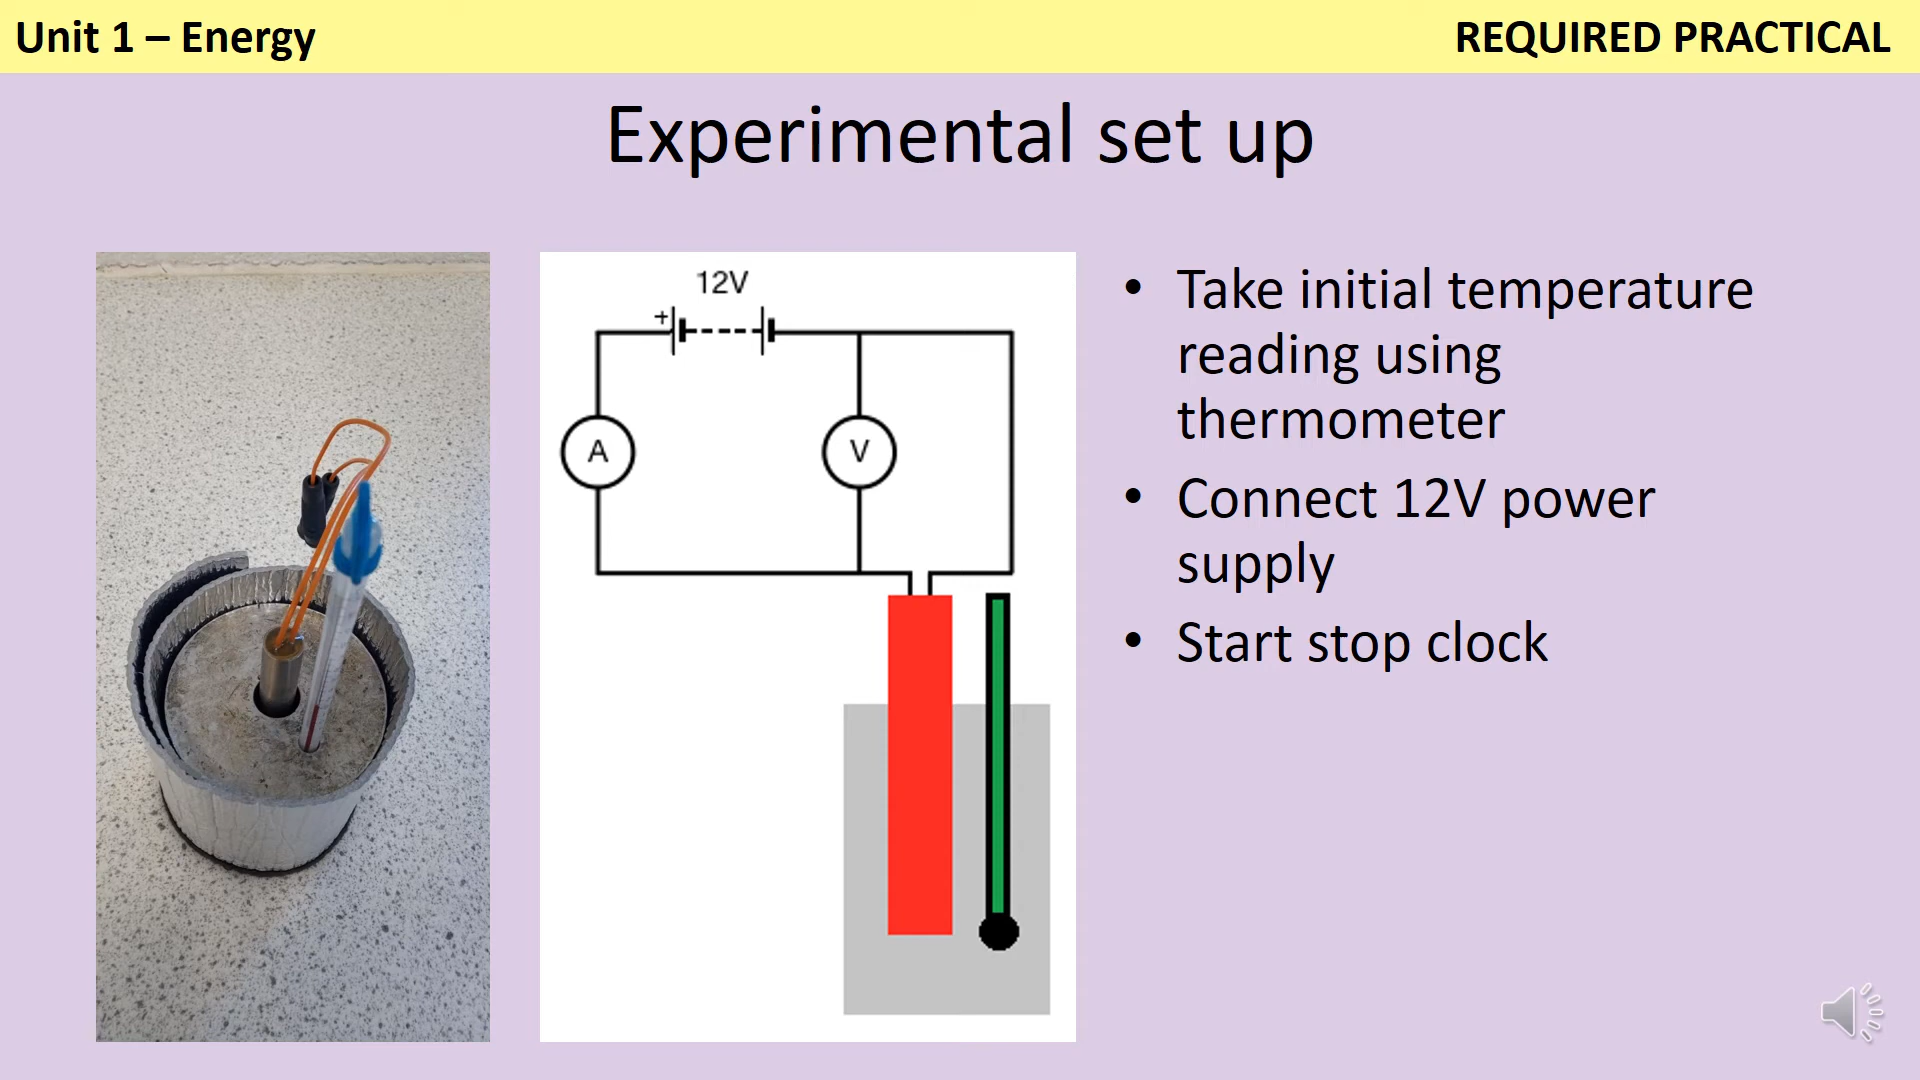 Unit 1 – Energy
REQUIRED PRACTICAL
Experimental set up
12V
+
A
V
• Take initial temperature
reading using
thermometer
• Connect 12V power
supply
• Start stop clock